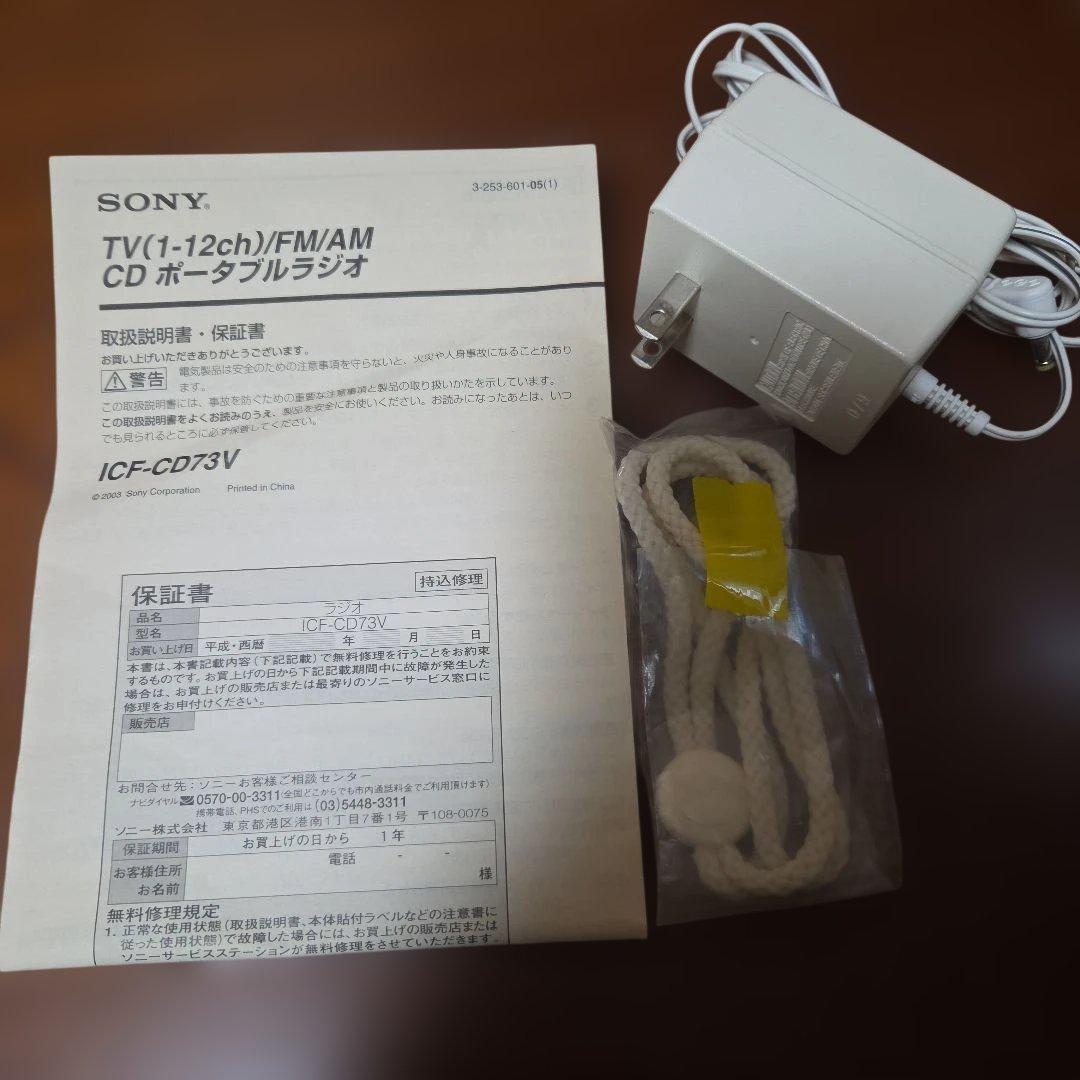 SONY®
3-253-601-05(1)
TV(1-12ch)/FM/AM
CD ポータブルラジオ
取扱説明書・保証書
お買い上げいただきありがとうございます。
警告
電気製品は安全のための注意事項を守らないと、火災や人身事故になることがあり
ます。
この取扱説明書には、事故を防ぐための重要な注意事項と製品の取り扱いかたを示しています。
この取扱説明書をよくお読みのうえ、製品を安全にお使いください。お読みになったあとは、いつ
でも見られるところに必ず保管してください。
ICF-CD73V
© 2003 Sony Corporation Printed in China
保証書
持込修理
品名 ラジオ
型名 ICF-CD73V
お買い上げ日 平成・西暦 年 月 日
本書は、本書記載内容(下記記載)で無料修理を行うことをお約束
するものです。お買上げの日から下記記載期間中に故障が発生した
場合は、お買上げの販売店または最寄りのソニーサービス窓口に
修理をお申付けください。
販売店
お問合せ先：ソニーお客様ご相談センター
ナビダイヤル 0570-00-3311(全国どこからでも市内通話料金でご利用頂けます)
携帯電話、PHSでのご利用は (03)5448-3311
ソニー株式会社 東京都港区港南1丁目7番1号 〒108-0075
保証期間 お買上げの日から 1年
お客様住所 電話 - -
お名前 様
無料修理規定
1. 正常な使用状態(取扱説明書、本体貼付ラベルなどの注意書に
従った使用状態)で故障した場合には、お買上げの販売店または
ソニーサービスステーションが無料修理をさせていただきます。